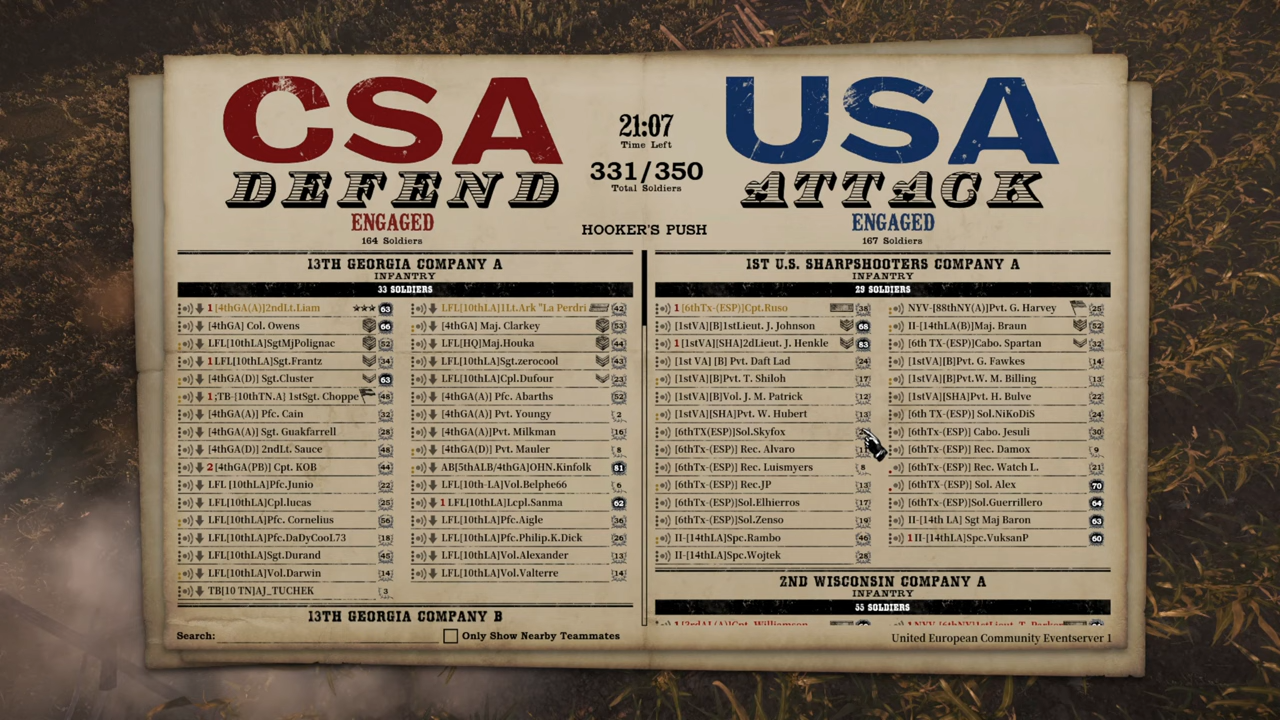 CSA
DEFEND
ENGAGED
164 Soldiers
21:07
Time Left
331/350
Total Soldiers
HOOKER'S PUSH
USA
ATTACK
ENGAGED
167 Soldiers
13TH GEORGIA COMPANY A
INFANTRY
33 SOLDIERS
1 [4thGA(A)]2ndLt.Liam 63
[4thGA] Col. Owens 66
LFL[10thLA]SgtMjPolignac 52
1 LFL[10thLA]Sgt.Frantz 34
[4thGA(D)] Sgt.Cluster 63
1 ;TB-[10thTN.A] 1stSgt. Choppe 48
[4thGA(A)] Pfc. Cain 32
[4thGA(A)] Sgt. Guakfarrell 28
[4thGA(D)] 2ndLt. Sauce 48
2 [4thGA(PB)] Cpt. KOB 44
LFL [10thLA]Pfc.Junio 22
LFL[10thLA]Cpl.lucas 25
LFL[10thLA]Pfc. Cornelius 56
LFL[10thLA]Pfc.DaDyCooL73 18
LFL[10thLA]Sgt.Durand 45
LFL[10thLA]Vol.Darwin 14
TB[10 TN]AJ_TUCHEK 3
LFL[10thLA]1Lt.Ark "La Perdri 42
[4thGA] Maj. Clarkey 53
LFL[HQ]Maj.Houka 44
LFL[10thLA]Sgt.zerocool 43
LFL[10thLA]Cpl.Dufour 23
[4thGA(A)] Pfc. Abarths 52
[4thGA(A)] Pvt. Youngy 2
[4thGA(A)]Pvt. Milkman 16
[4thGA(D)] Pvt. Mauler 8
AB[5thALB/4thGA]OHN.Kinfolk 81
LFL[10th-LA]Vol.Belphe66 6
1 LFL[10thLA]Lcpl.Sanma 62
LFL[10thLA]Pfc.Aigle 36
LFL[10thLA]Pfc.Philip.K.Dick 26
LFL[10thLA]Vol.Alexander 13
LFL[10thLA]Vol.Valterre 14
13TH GEORGIA COMPANY B
1ST U.S. SHARPSHOOTERS COMPANY A
INFANTRY
29 SOLDIERS
1 [6thTx-(ESP)]Cpt.Ruso 38
[1stVA][B]1stLieut. J. Johnson 68
1 [1stVA][SHA]2dLieut. J. Henkle 83
[1st VA] [B] Pvt. Daft Lad 24
[1stVA][B]Pvt. T. Shiloh 17
[1stVA][B]Vol. J. M. Patrick 12
[1stVA][SHA]Pvt. W. Hubert 13
[6thTX(ESP)]Sol.Skyfox
[6thTx-(ESP)] Rec. Alvaro
[6thTx-(ESP)] Rec. Luismyers 8
[6thTx-(ESP)] Rec.JP 13
[6thTx-(ESP)]Sol.Elhierros 17
[6thTx-(ESP)]Sol.Zenso 19
II-[14thLA]Spc.Rambo 46
II-[14thLA]Spc.Wojtek 28
NYV-[88thNY(A)]Pvt. G. Harvey 25
II-[14thLA(B)]Maj. Braun 52
[6th TX-(ESP)]Cabo. Spartan 32
[1stVA][B]Pvt. G. Fawkes 14
[1stVA][B]Pvt.W. M. Billing 13
[1stVA][SHA]Pvt. H. Bulve 22
[6th TX-(ESP)] Sol.NiKoDiS 24
[6thTx-(ESP)] Cabo. Jesuli 30
[6thTx-(ESP)] Rec. Damox 9
[6thTx-(ESP)] Rec. Watch L. 21
[6thTX-(ESP)] Sol. Alex 70
[6thTx-(ESP)]Sol.Guerrillero 64
II-[14th LA] Sgt Maj Baron 63
1 II-[14thLA]Spc.VuksanP 60
2ND WISCONSIN COMPANY A
INFANTRY
55 SOLDIERS
Search:
Only Show Nearby Teammates
United European Community Eventserver 1